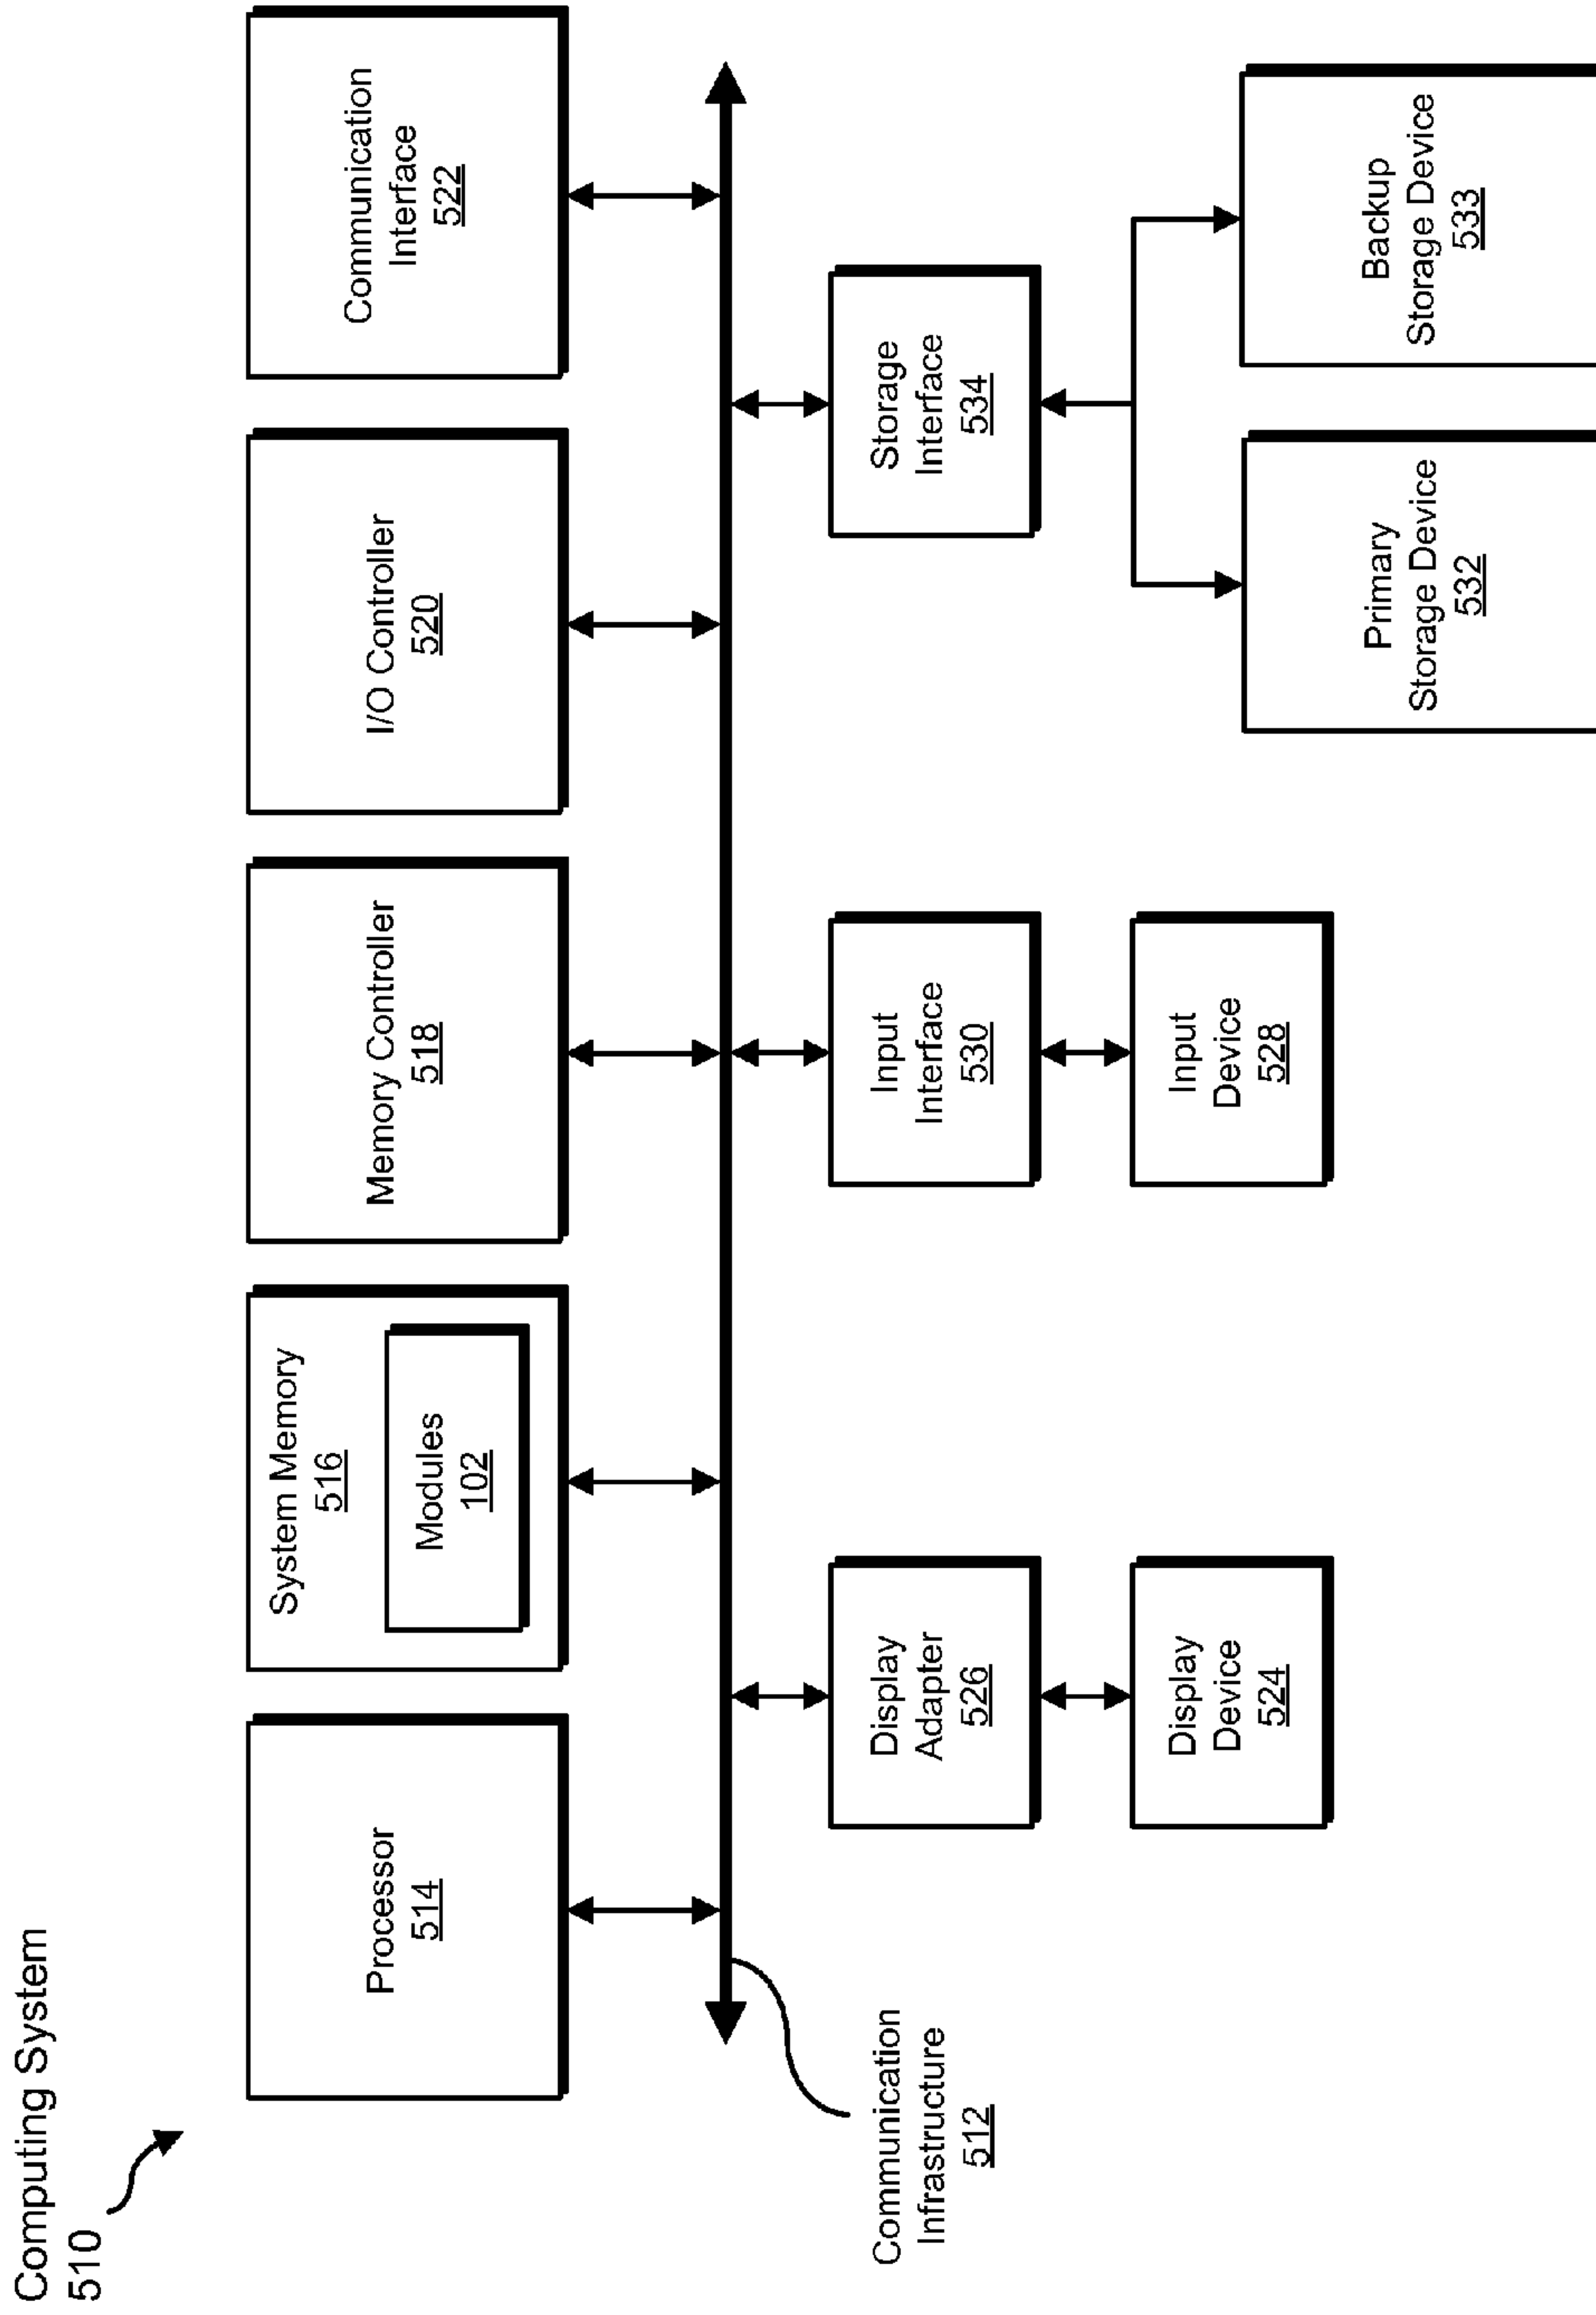 Computing System
510
Processor
514
System Memory
516
Modules
102
Memory Controller
518
I/O Controller
520
Communication
Interface
522
Communication
Infrastructure
512
Display
Adapter
526
Input
Interface
530
Storage
Interface
534
Display
Device
524
Input
Device
528
Primary
Storage Device
532
Backup
Storage Device
533